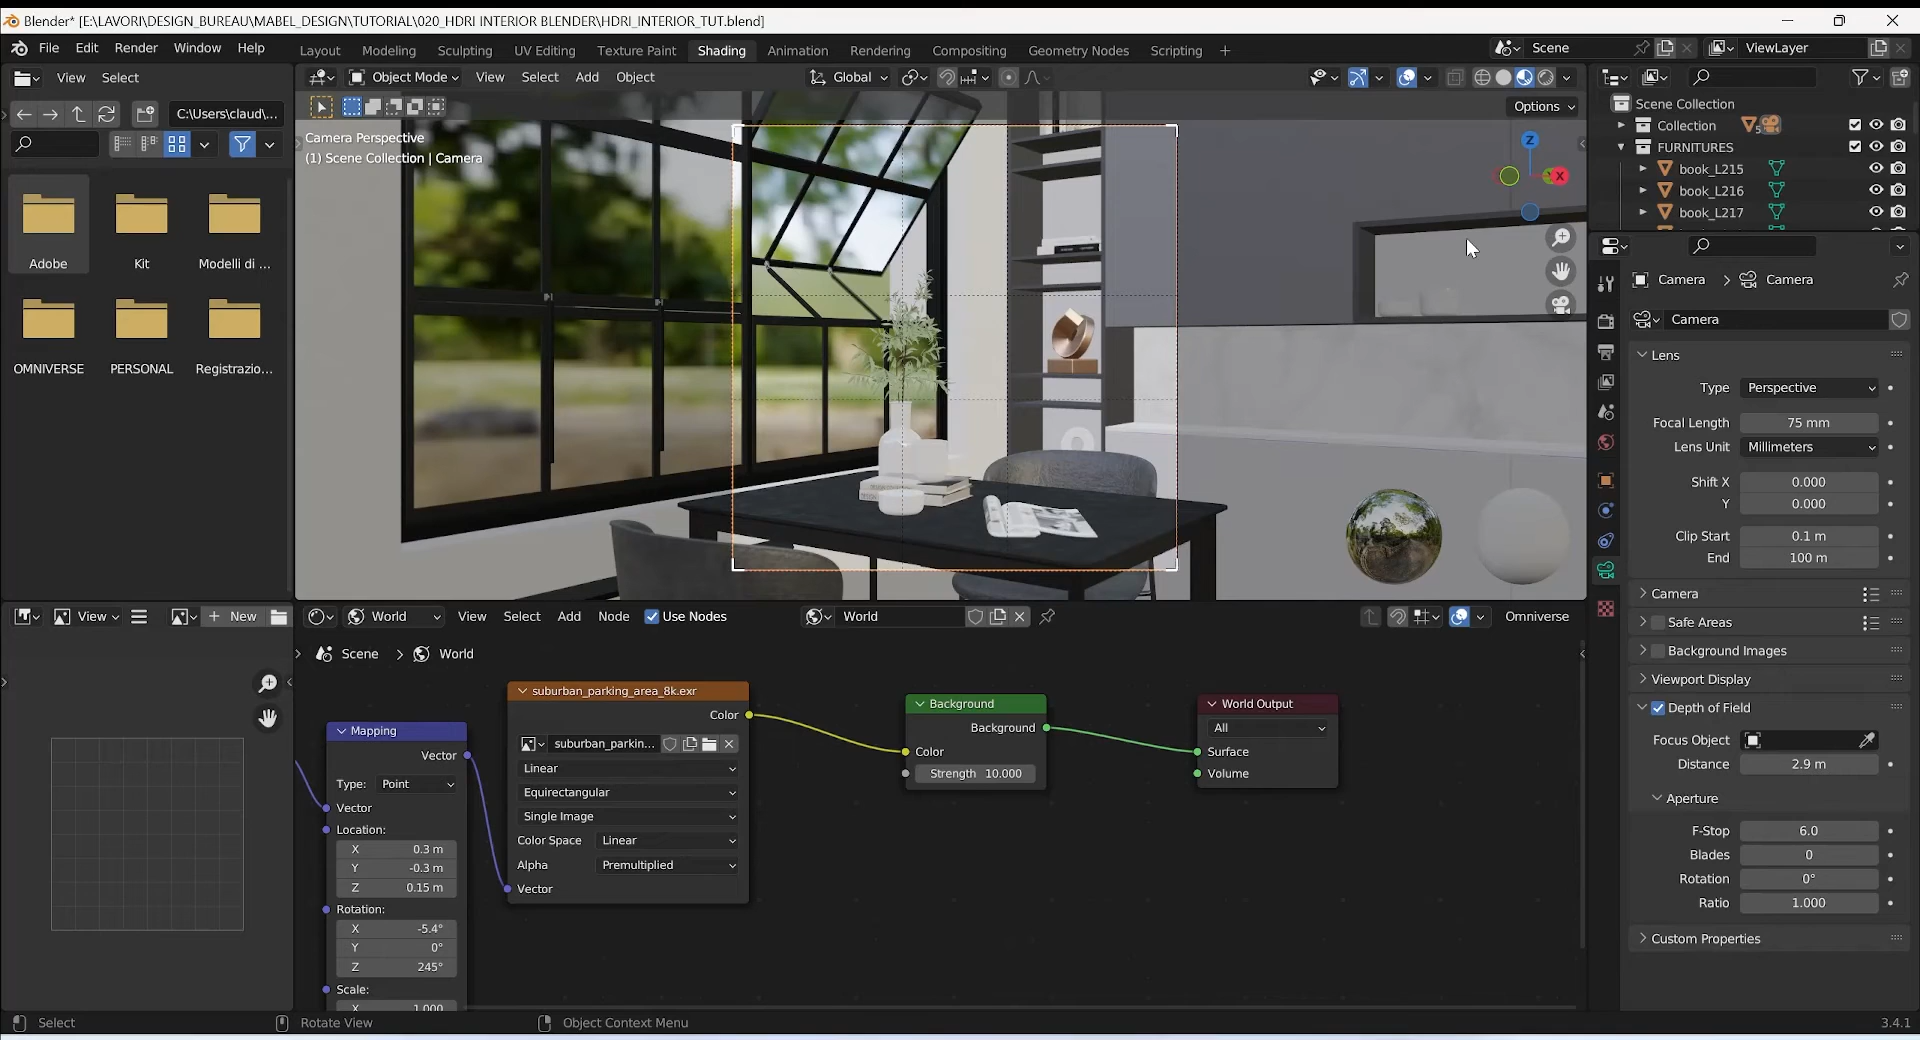 Blender* [E:\LAVORI\DESIGN_BUREAU\MABEL_DESIGN\TUTORIAL\020_HDRI INTERIOR BLENDER\HDRI_INTERIOR_TUT.blend]
File Edit Render Window Help
Layout Modeling Sculpting UV Editing Texture Paint Shading Animation Rendering Compositing Geometry Nodes Scripting +
Scene
ViewLayer
View Select
Object Mode View Select Add Object
Global
Options
C:\Users\claud\...
Adobe
Kit
Modelli di ...
OMNIVERSE
PERSONAL
Registrazio...
Camera Perspective
(1) Scene Collection | Camera
Z
X
Scene Collection
Collection 5
FURNITURES
book_L215
book_L216
book_L217
Camera > Camera
Camera
Lens
Type Perspective
Focal Length 75 mm
Lens Unit Millimeters
Shift X 0.000
Y 0.000
Clip Start 0.1 m
End 100 m
Camera
Safe Areas
Background Images
Viewport Display
Depth of Field
Focus Object
Distance 2.9 m
Aperture
F-Stop 6.0
Blades 0
Rotation 0°
Ratio 1.000
Custom Properties
View
+ New
World View Select Add Node Use Nodes
World
Omniverse
Scene > World
Mapping
Vector
Type: Point
Vector
Location:
X 0.3 m
Y -0.3 m
Z 0.15 m
Rotation:
X -5.4°
Y 0°
Z 245°
Scale:
X 1.000
suburban_parking_area_8k.exr
Color
suburban_parkin...
Linear
Equirectangular
Single Image
Color Space Linear
Alpha Premultiplied
Vector
Background
Background
Color
Strength 10.000
World Output
All
Surface
Volume
Select
Rotate View
Object Context Menu
3.4.1